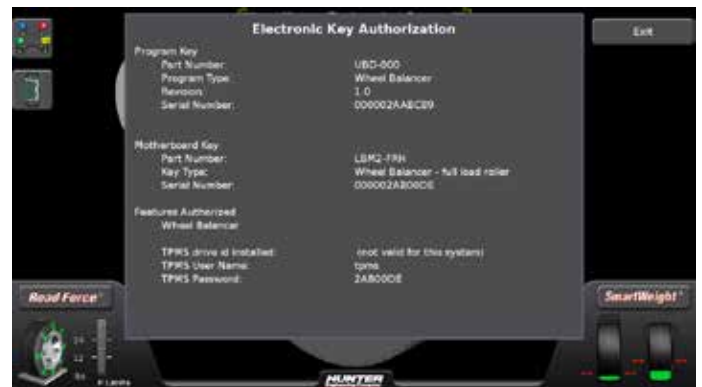 Electronic Key Authorization
Exit
Program Key
Part Number: UBD-000
Program Type: Wheel Balancer
Revision: 1.0
Serial Number: 000002AABCB9
Motherboard Key
Part Number: LBM2-FRH
Key Type: Wheel Balancer - full load roller
Serial Number: 000002AB00DE
Features Authorized
Wheel Balancer
TPMS drive id installed: (not valid for this system)
TPMS User Name: tpms
TPMS Password: 2AB00DE
Road Force
SmartWeight
HUNTER